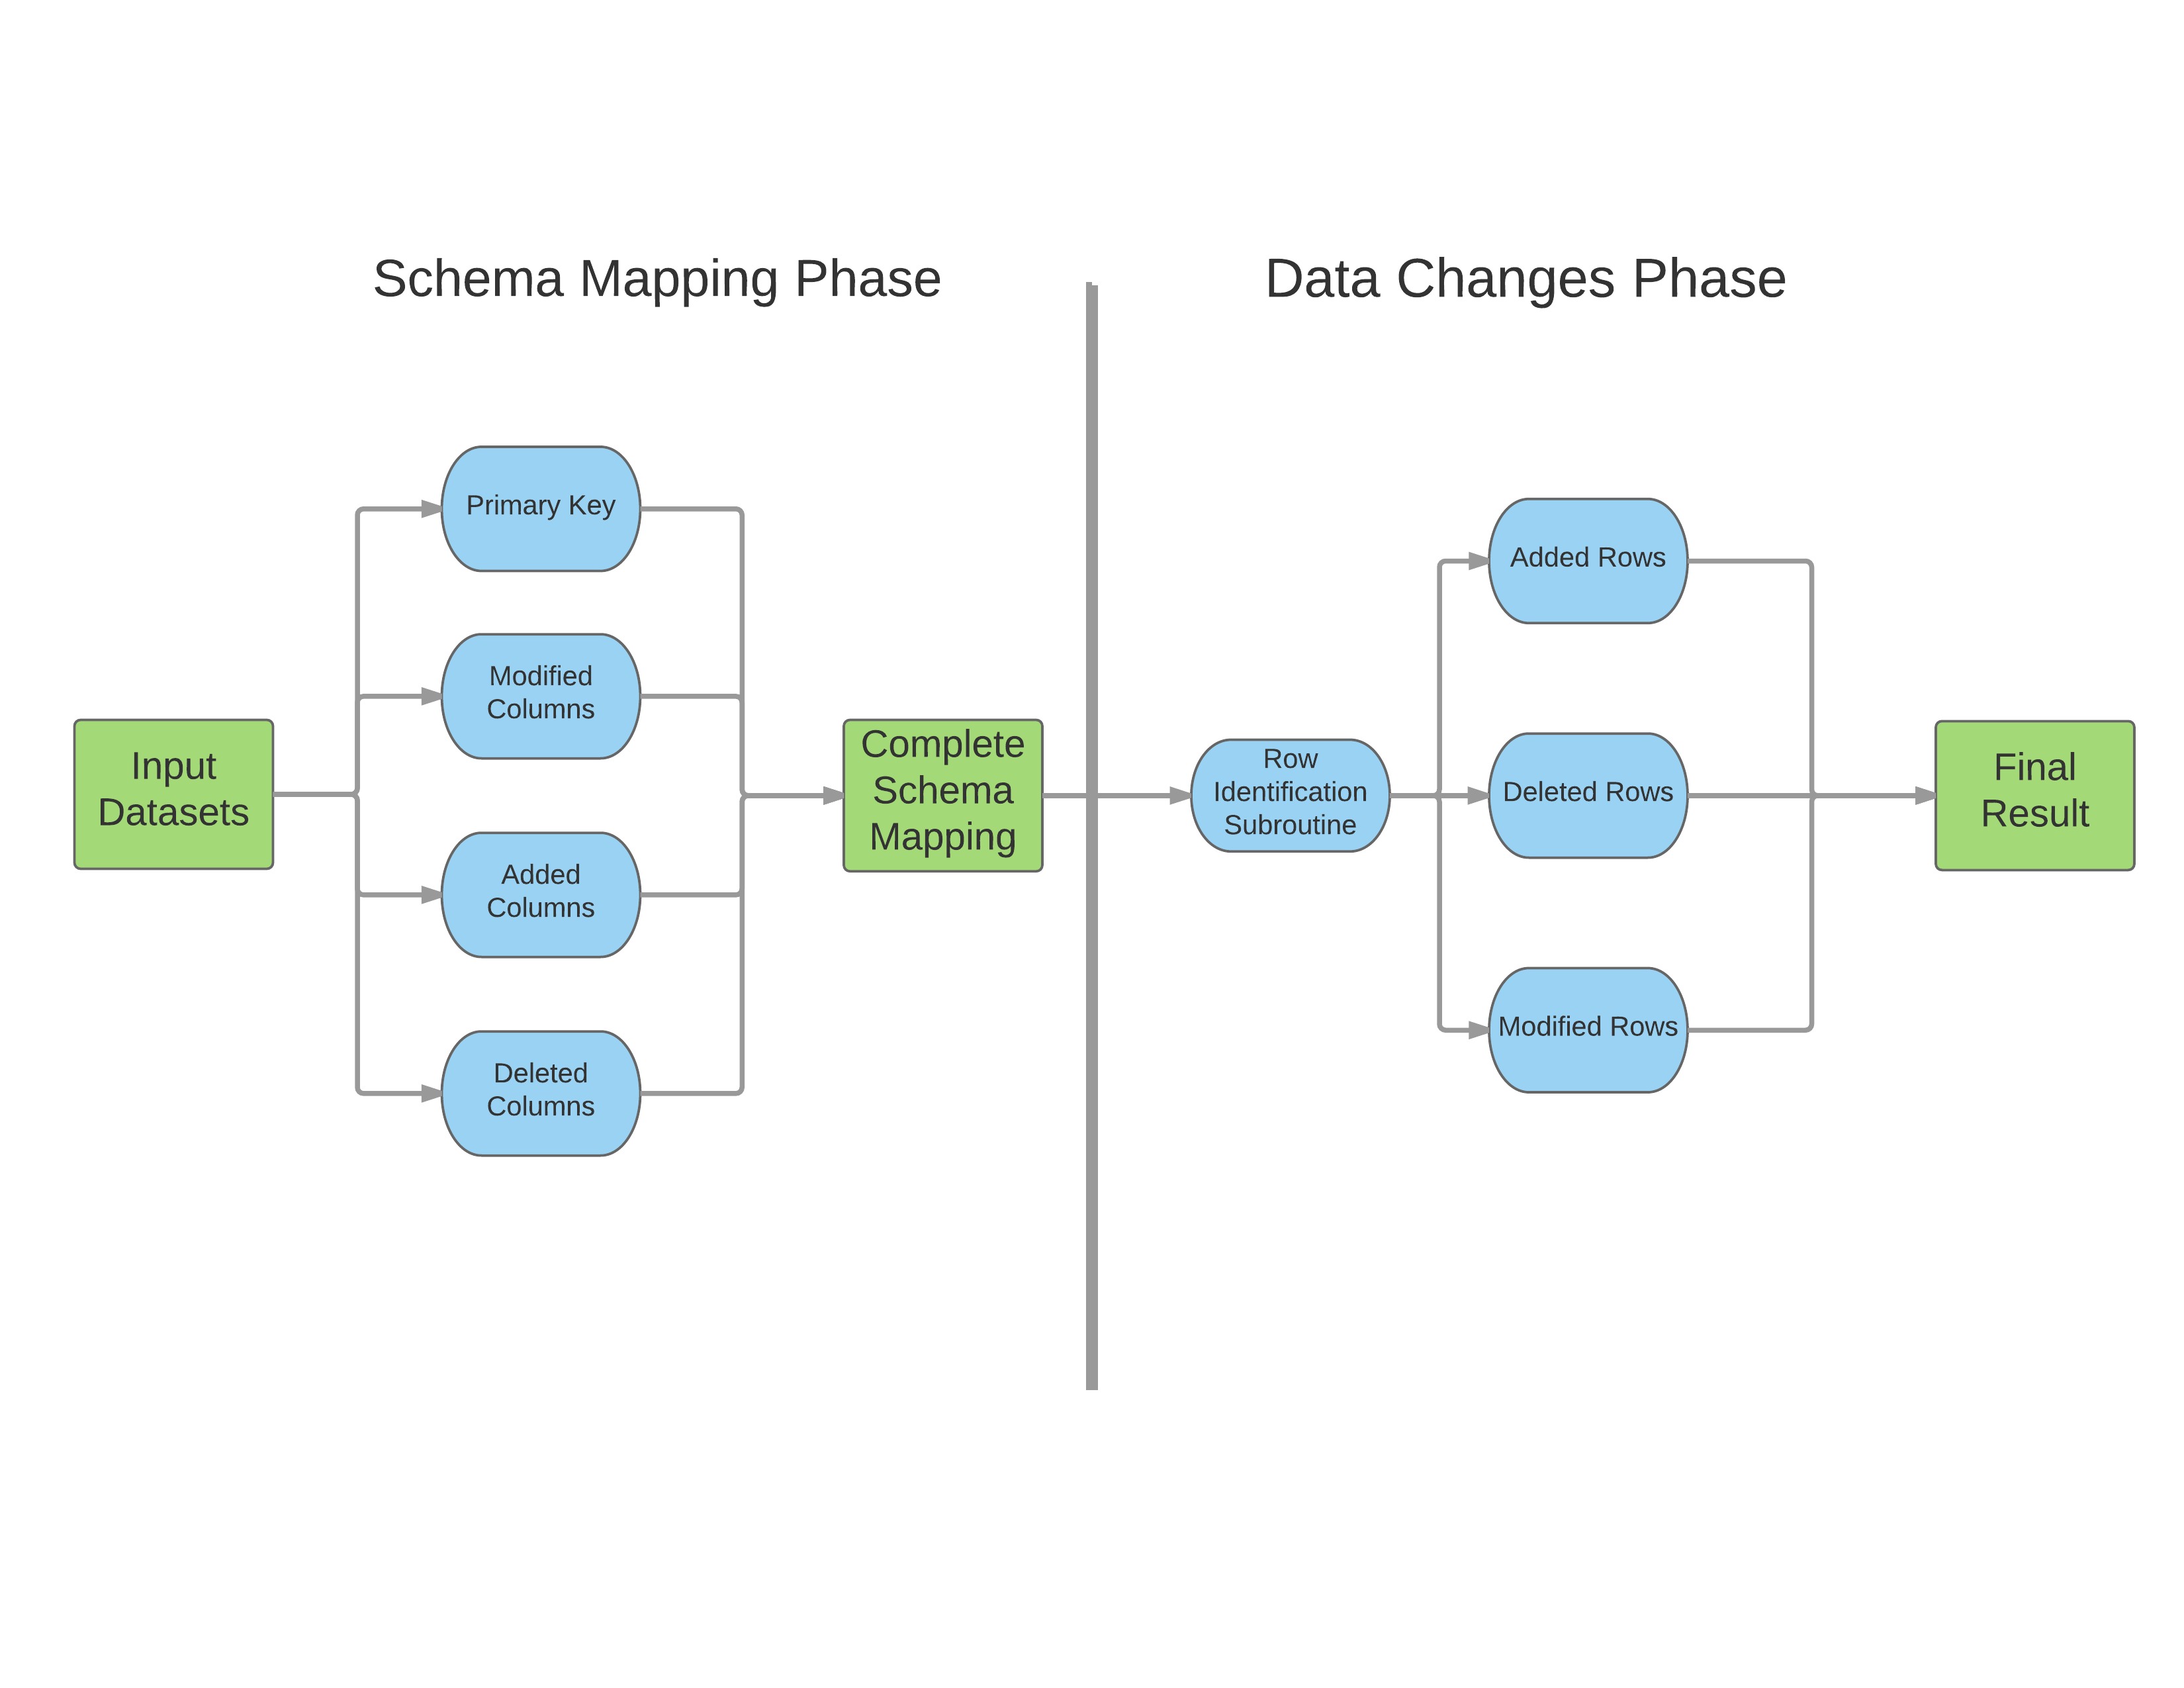 Schema Mapping Phase
Data Changes Phase
Primary Key
Modified
Columns
Input
Datasets
Added
Columns
Deleted
Columns
Complete
Schema
Mapping
Row
Identification
Subroutine
Added Rows
Deleted Rows
Modified Rows
Final
Result